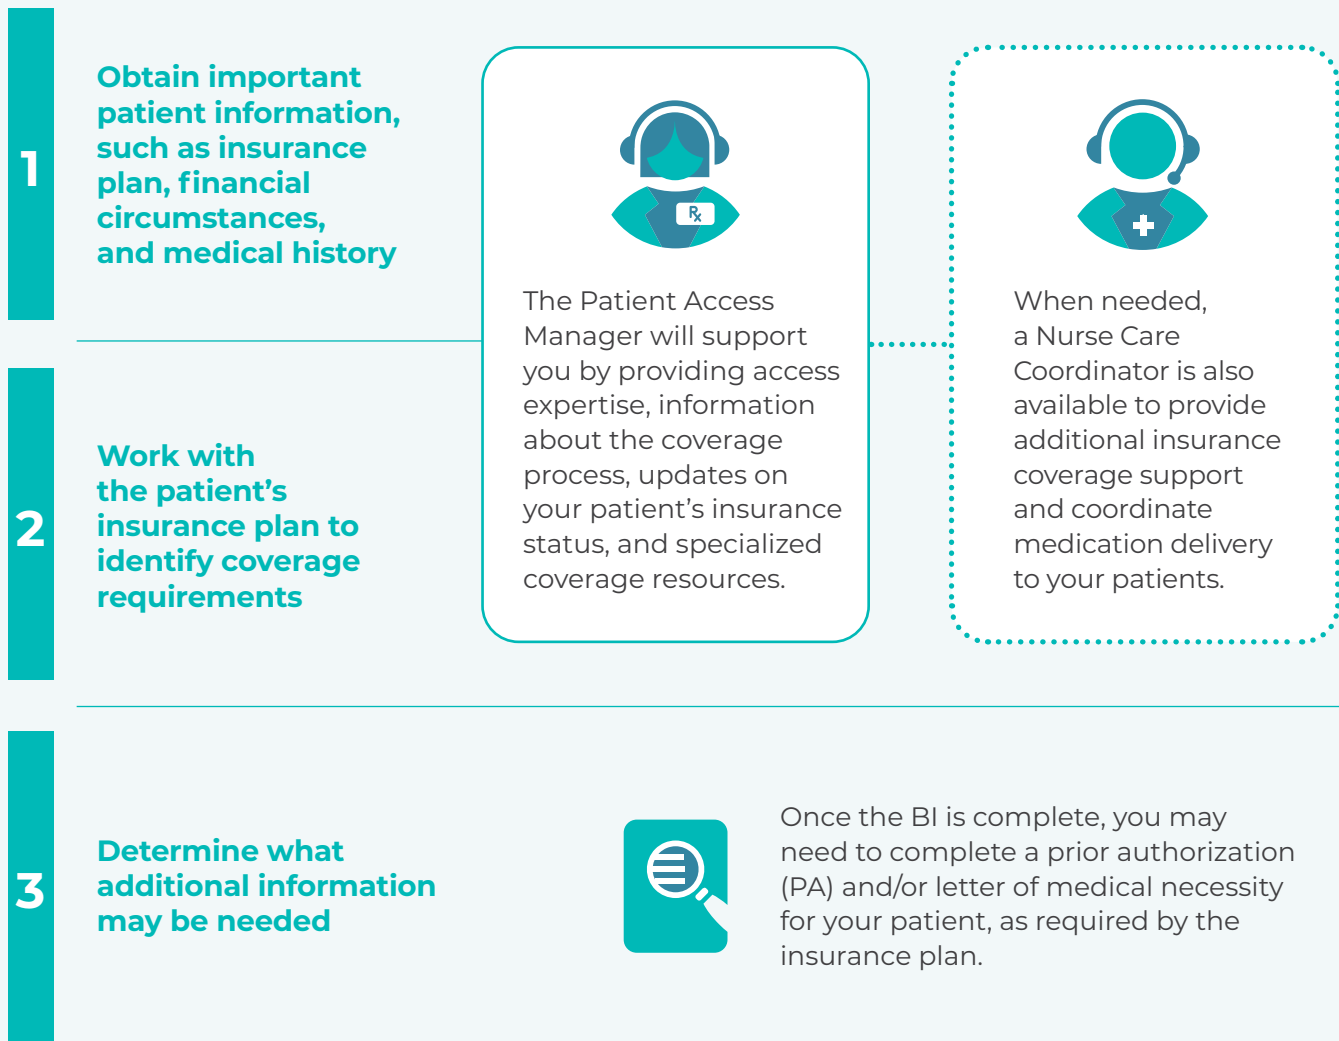 1
Obtain important
patient information,
such as insurance
plan, financial
circumstances,
and medical history
Rx
The Patient Access
Manager will support
you by providing access
expertise, information
about the coverage
process, updates on
your patient’s insurance
status, and specialized
coverage resources.
When needed,
a Nurse Care
Coordinator is also
available to provide
additional insurance
coverage support
and coordinate
medication delivery
to your patients.
2
Work with
the patient’s
insurance plan to
identify coverage
requirements
3
Determine what
additional information
may be needed
Once the BI is complete, you may
need to complete a prior authorization
(PA) and/or letter of medical necessity
for your patient, as required by the
insurance plan.